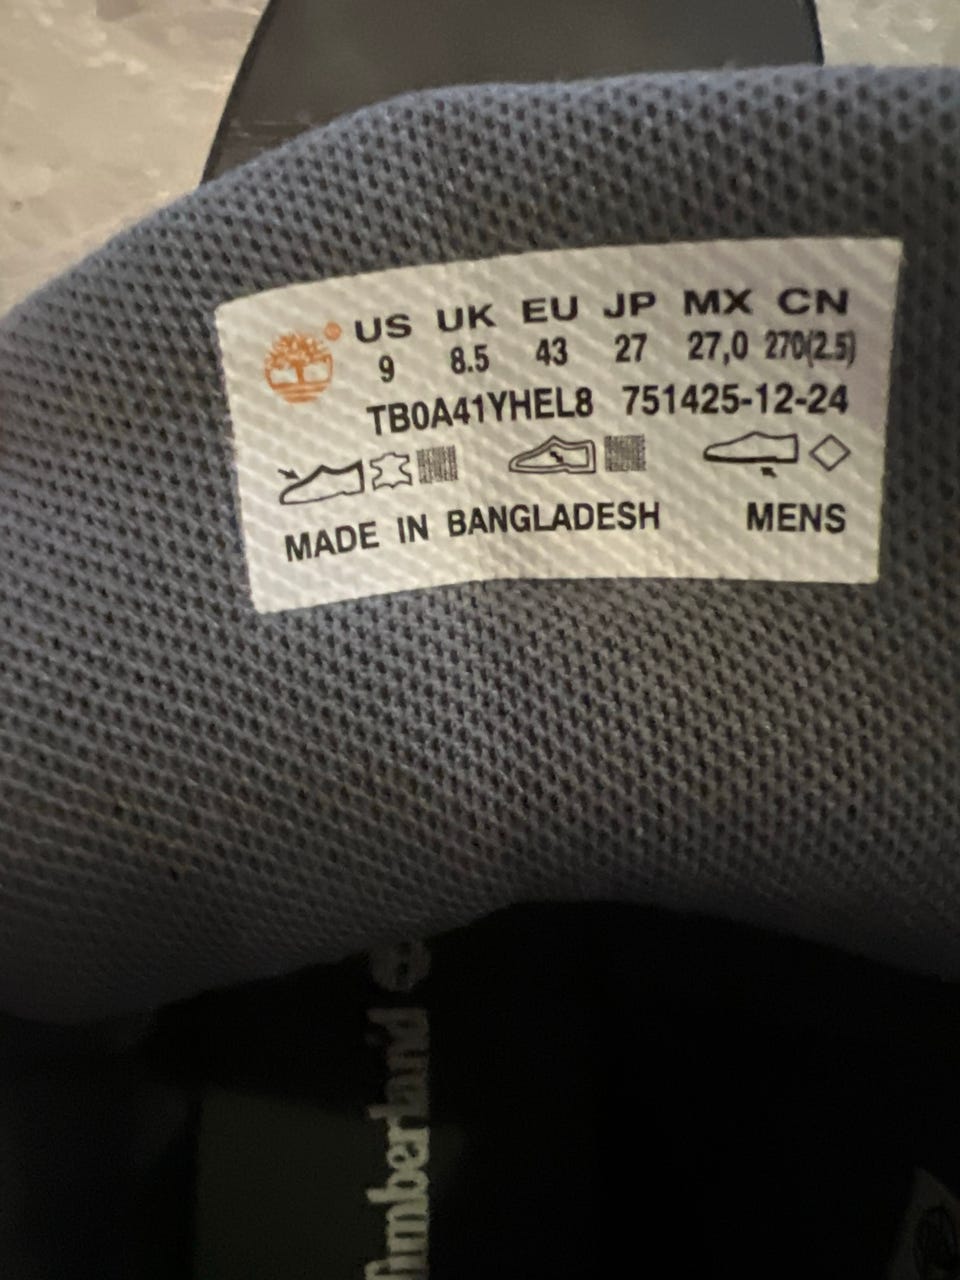 US UK EU JP MX CN
9 8.5 43 27 27,0 270(2.5)
TB0A41YHEL8 751425-12-24
MADE IN BANGLADESH MENS
Timberland